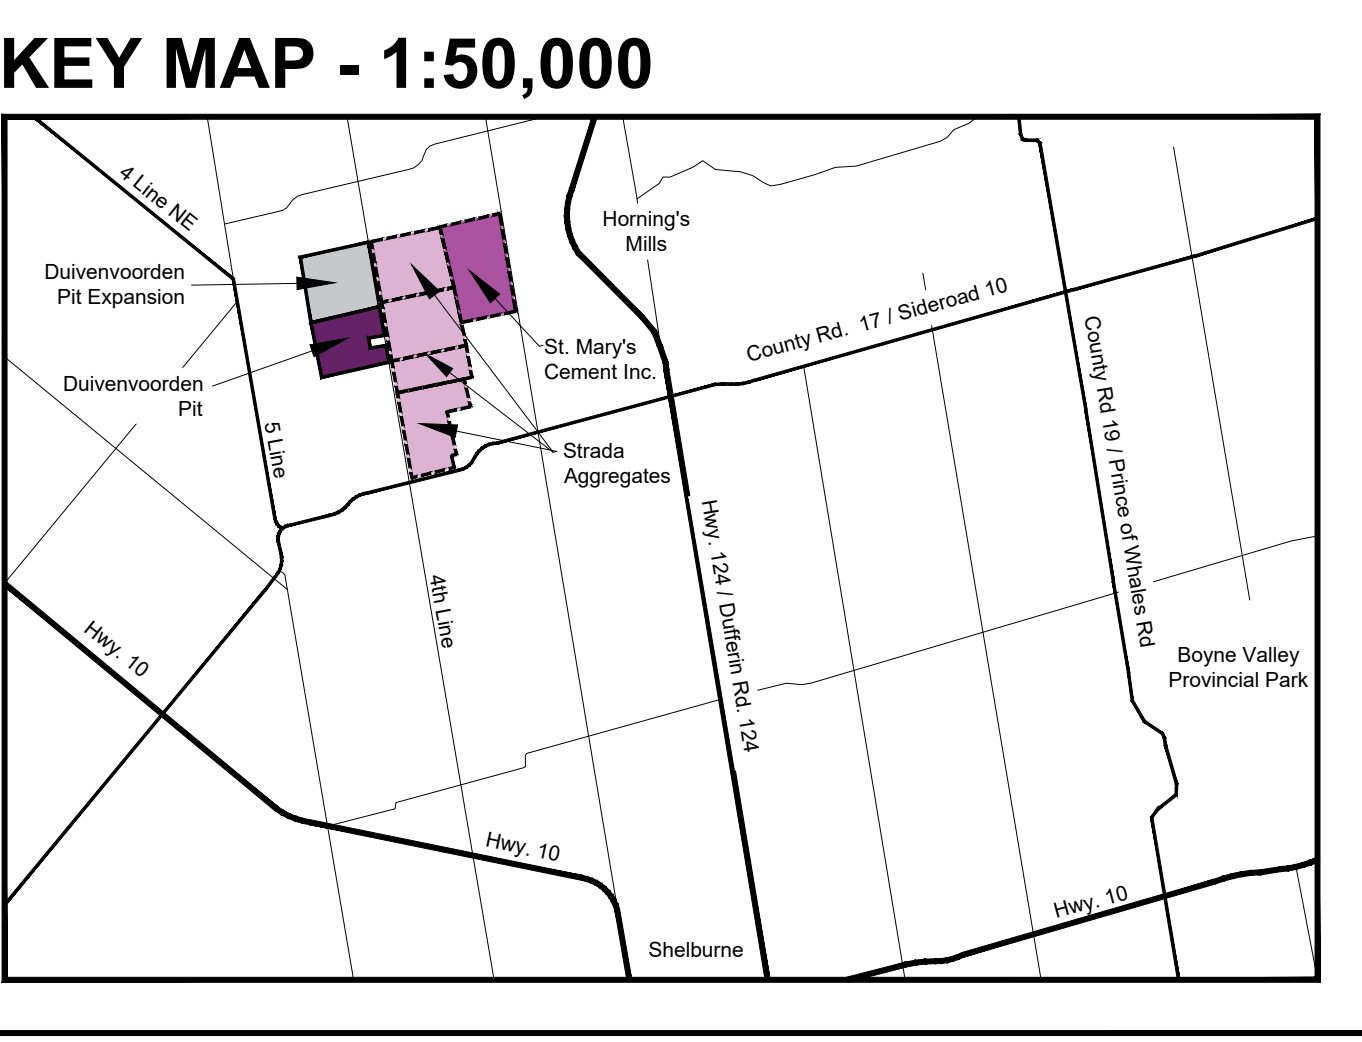 KEY MAP - 1:50,000
4 Line NE
Horning's
Mills
Duivenvoorden
Pit Expansion
County Rd. 17 / Sideroad 10
St. Mary's
Cement Inc.
Duivenvoorden
Pit
5 Line
Strada
Aggregates
County Rd 19 / Prince of Whales Rd
Hwy. 124 / Dufferin Rd. 124
4th Line
Hwy. 10
Boyne Valley
Provincial Park
Hwy. 10
Hwy. 10
Shelburne